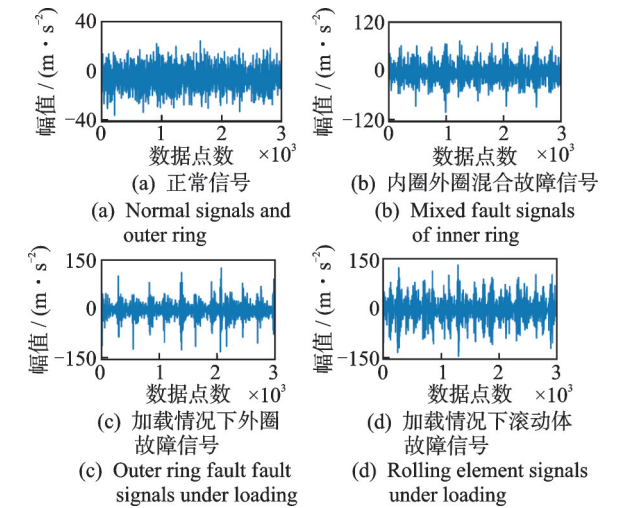 40
0
−40
幅值 / (m·s⁻²)
0 1 2 3
数据点数 ×10³
(a) 正常信号
(a) Normal signals and
outer ring
120
0
−120
幅值 / (m·s⁻²)
0 1 2 3
数据点数 ×10³
(b) 内圈外圈混合故障信号
(b) Mixed fault signals
of inner ring
150
0
−150
幅值 / (m·s⁻²)
0 1 2 3
数据点数 ×10³
(c) 加载情况下外圈
故障信号
(c) Outer ring fault fault
signals under loading
150
0
−150
幅值 / (m·s⁻²)
0 1 2 3
数据点数 ×10³
(d) 加载情况下滚动体
故障信号
(d) Rolling element signals
under loading